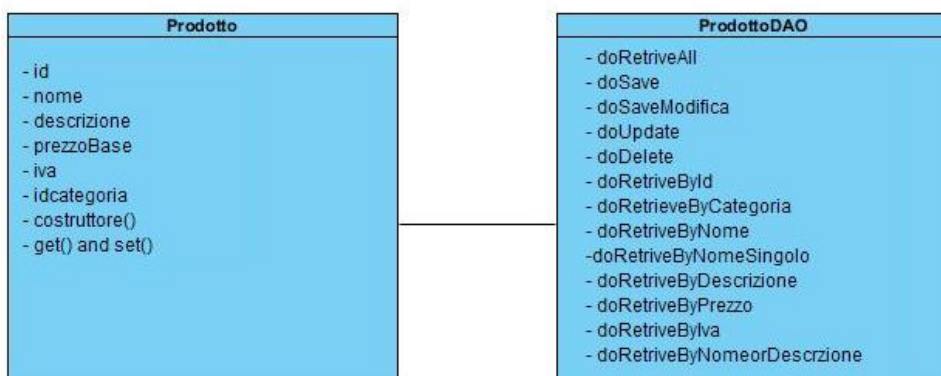 Prodotto
- id
- nome
- descrizione
- prezzoBase
- iva
- idcategoria
- costruttore()
- get() and set()
ProdottoDAO
- doRetriveAll
- doSave
- doSaveModifica
- doUpdate
- doDelete
- doRetriveById
- doRetrieveByCategoria
- doRetriveByNome
-doRetriveByNomeSingolo
- doRetriveByDescrizione
- doRetriveByPrezzo
- doRetriveByIva
- doRetriveByNomeorDescrzione